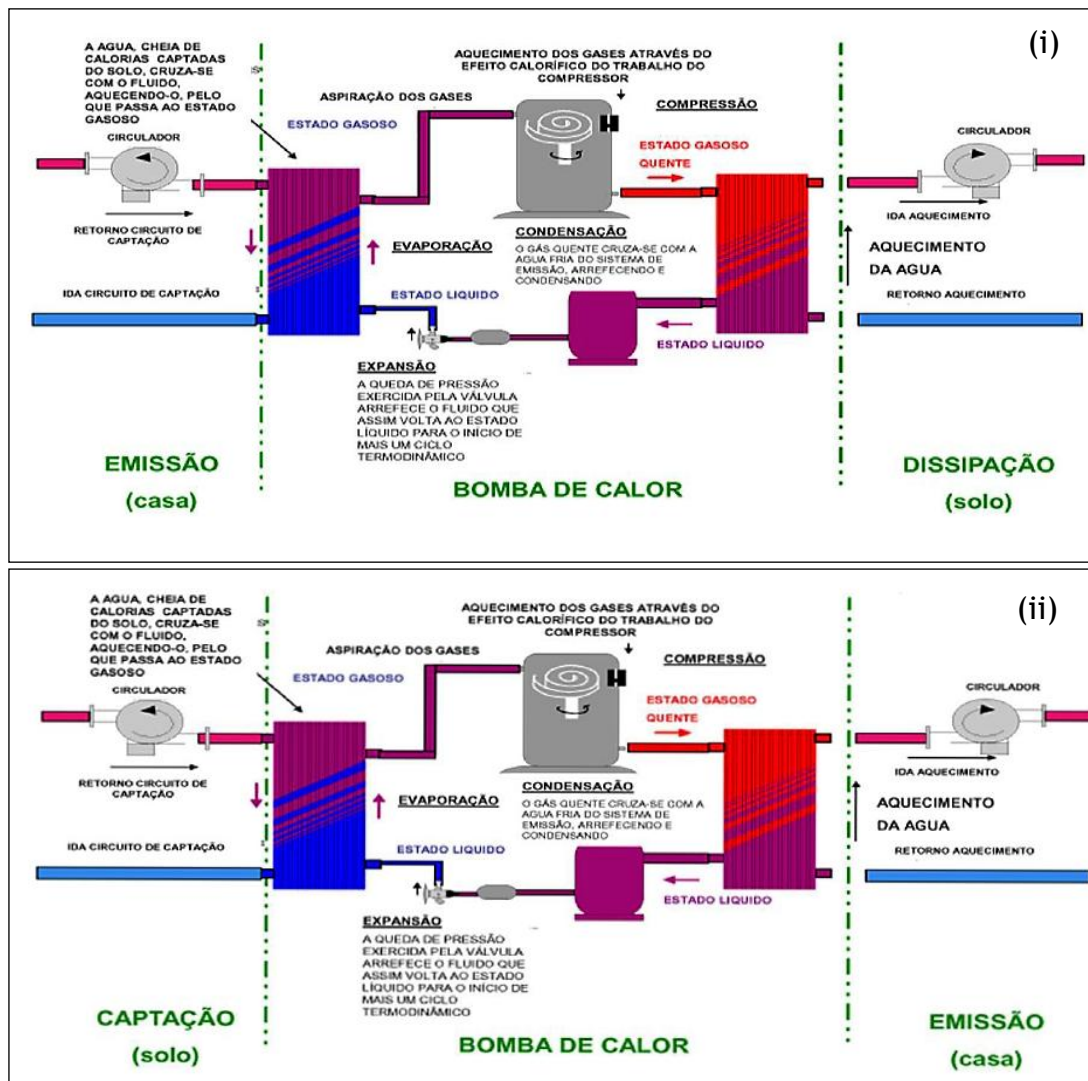 (i)
A AGUA, CHEIA DE
CALORIAS CAPTADAS
DO SOLO, CRUZA-SE
COM O FLUIDO,
AQUECENDO-O, PELO
QUE PASSA AO ESTADO
GASOSO
CIRCULADOR
RETORNO CIRCUITO DE
CAPTAÇÃO
IDA CIRCUITO DE CAPTAÇÃO
ASPIRAÇÃO DOS GASES
ESTADO GASOSO
AQUECIMENTO DOS GASES ATRAVÉS DO
EFEITO CALORÍFICO DO TRABALHO DO
COMPRESSOR
COMPRESSÃO
ESTADO GASOSO
QUENTE
EVAPORAÇÃO
CONDENSAÇÃO
O GÁS QUENTE CRUZA-SE COM A
AGUA FRIA DO SISTEMA DE
EMISSÃO, ARREFECENDO E
CONDENSANDO
ESTADO LIQUIDO
ESTADO LIQUIDO
EXPANSÃO
A QUEDA DE PRESSÃO
EXERCIDA PELA VÁLVULA
ARREFECE O FLUIDO QUE
ASSIM VOLTA AO ESTADO
LÍQUIDO PARA O INÍCIO DE
MAIS UM CICLO
TERMODINÂMICO
CIRCULADOR
IDA AQUECIMENTO
AQUECIMENTO
DA AGUA
RETORNO AQUECIMENTO
EMISSÃO
(casa)
BOMBA DE CALOR
DISSIPAÇÃO
(solo)
(ii)
A AGUA, CHEIA DE
CALORIAS CAPTADAS
DO SOLO, CRUZA-SE
COM O FLUIDO,
AQUECENDO-O, PELO
QUE PASSA AO ESTADO
GASOSO
CIRCULADOR
RETORNO CIRCUITO DE
CAPTAÇÃO
IDA CIRCUITO DE CAPTAÇÃO
ASPIRAÇÃO DOS GASES
ESTADO GASOSO
AQUECIMENTO DOS GASES ATRAVÉS DO
EFEITO CALORÍFICO DO TRABALHO DO
COMPRESSOR
COMPRESSÃO
ESTADO GASOSO
QUENTE
EVAPORAÇÃO
CONDENSAÇÃO
O GÁS QUENTE CRUZA-SE COM A
AGUA FRIA DO SISTEMA DE
EMISSÃO, ARREFECENDO E
CONDENSANDO
ESTADO LIQUIDO
ESTADO LIQUIDO
EXPANSÃO
A QUEDA DE PRESSÃO
EXERCIDA PELA VÁLVULA
ARREFECE O FLUIDO QUE
ASSIM VOLTA AO ESTADO
LÍQUIDO PARA O INÍCIO DE
MAIS UM CICLO
TERMODINÂMICO
CIRCULADOR
IDA AQUECIMENTO
AQUECIMENTO
DA AGUA
RETORNO AQUECIMENTO
CAPTAÇÃO
(solo)
BOMBA DE CALOR
EMISSÃO
(casa)